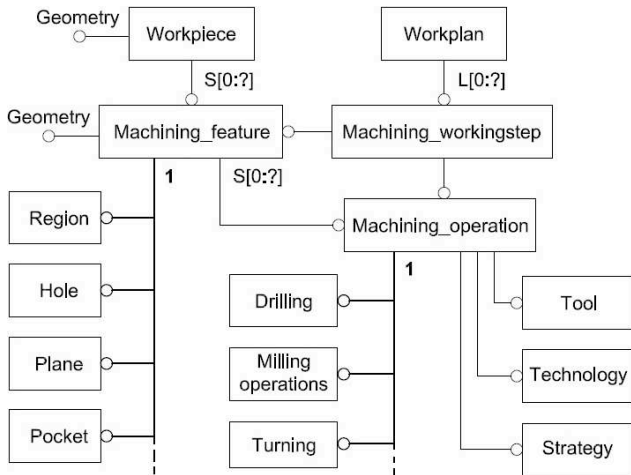 Geometry
Workpiece
Workplan
S[0:?]
L[0:?]
Geometry
Machining_feature
Machining_workingstep
1
S[0:?]
Region
Machining_operation
1
Hole
Drilling
Tool
Plane
Milling
operations
Technology
Pocket
Turning
Strategy